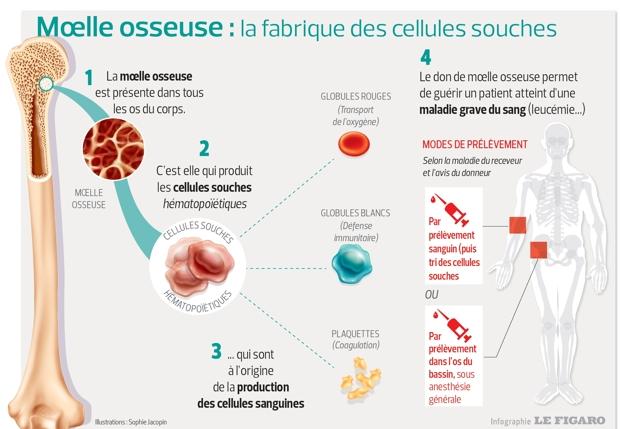 Mœlle osseuse : la fabrique des cellules souches
1 La mœlle osseuse
est présente dans tous
les os du corps.
MŒLLE
OSSEUSE
2
C'est elle qui produit
les cellules souches
hématopoïétiques
CELLULES SOUCHES
HÉMATOPOÏÉTIQUES
3 ... qui sont
à l'origine
de la production
des cellules sanguines
GLOBULES ROUGES
(Transport
de l'oxygène)
GLOBULES BLANCS
(Défense
immunitaire)
PLAQUETTES
(Coagulation)
4
Le don de mœlle osseuse permet
de guérir un patient atteint d'une
maladie grave du sang (leucémie...)
MODES DE PRÉLÈVEMENT
Selon la maladie du receveur
et l'avis du donneur
Par
prélèvement
sanguin (puis
tri des cellules
souches
OU
Par
prélèvement
dans l'os du
bassin, sous
anesthésie
générale
Illustrations : Sophie Jacopin
Infographie LE FIGARO